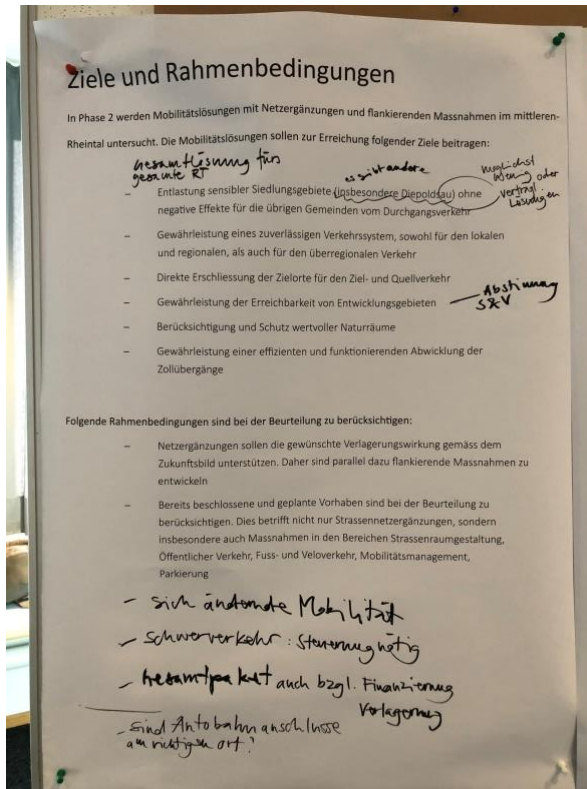 Ziele und Rahmenbedingungen
In Phase 2 werden Mobilitätslösungen mit Netzergänzungen und flankierenden Massnahmen im mittleren-
Rheintal untersucht. Die Mobilitätslösungen sollen zur Erreichung folgender Ziele beitragen:
Gesamtlösung fürs
gesamte RT
es gibt andere
möglichst
wenig oder
verträgl.
Lösungen
– Entlastung sensibler Siedlungsgebiete (insbesondere Diepoldsau) ohne
negative Effekte für die übrigen Gemeinden vom Durchgangsverkehr
– Gewährleistung eines zuverlässigen Verkehrssystem, sowohl für den lokalen
und regionalen, als auch für den überregionalen Verkehr
– Direkte Erschliessung der Zielorte für den Ziel- und Quellverkehr
– Gewährleistung der Erreichbarkeit von Entwicklungsgebieten
— Abstimmung
S&V
– Berücksichtigung und Schutz wertvoller Naturräume
– Gewährleistung einer effizienten und funktionierenden Abwicklung der
Zollübergänge
Folgende Rahmenbedingungen sind bei der Beurteilung zu berücksichtigen:
– Netzergänzungen sollen die gewünschte Verlagerungswirkung gemäss dem
Zukunftsbild unterstützen. Daher sind parallel dazu flankierende Massnahmen zu
entwickeln
– Bereits beschlossene und geplante Vorhaben sind bei der Beurteilung zu
berücksichtigen. Dies betrifft nicht nur Strassennetzergänzungen, sondern
insbesondere auch Massnahmen in den Bereichen Strassenraumgestaltung,
Öffentlicher Verkehr, Fuss- und Veloverkehr, Mobilitätsmanagement,
Parkierung
– sich ändernde Mobilität
– Schwerverkehr: Steuerung nötig
– Gesamtpaket auch bzgl. Finanzierung
Verlagerung
– Sind Autobahnanschlüsse
am richtigen Ort?